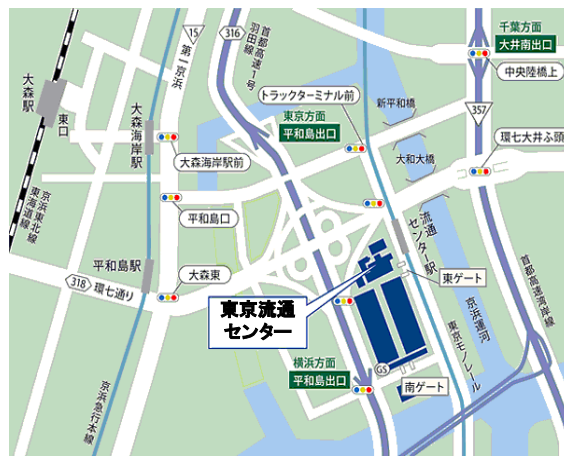 15
第一京浜
316
首都高速1号
羽田線
千葉方面
大井南出口
中央陸橋上
大森駅
東口
大森海岸駅
トラックターミナル前
新平和橋
357
東京方面
平和島出口
大森海岸駅前
大和大橋
環七大井ふ頭
平和島口
京浜東北線
東海道線
流通
センター駅
平和島駅
大森東
318
環七通り
東ゲート
東京流通
センター
首都高速湾岸線
京浜運河
東京モノレール
横浜方面
平和島出口
GS
南ゲート
京浜急行本線